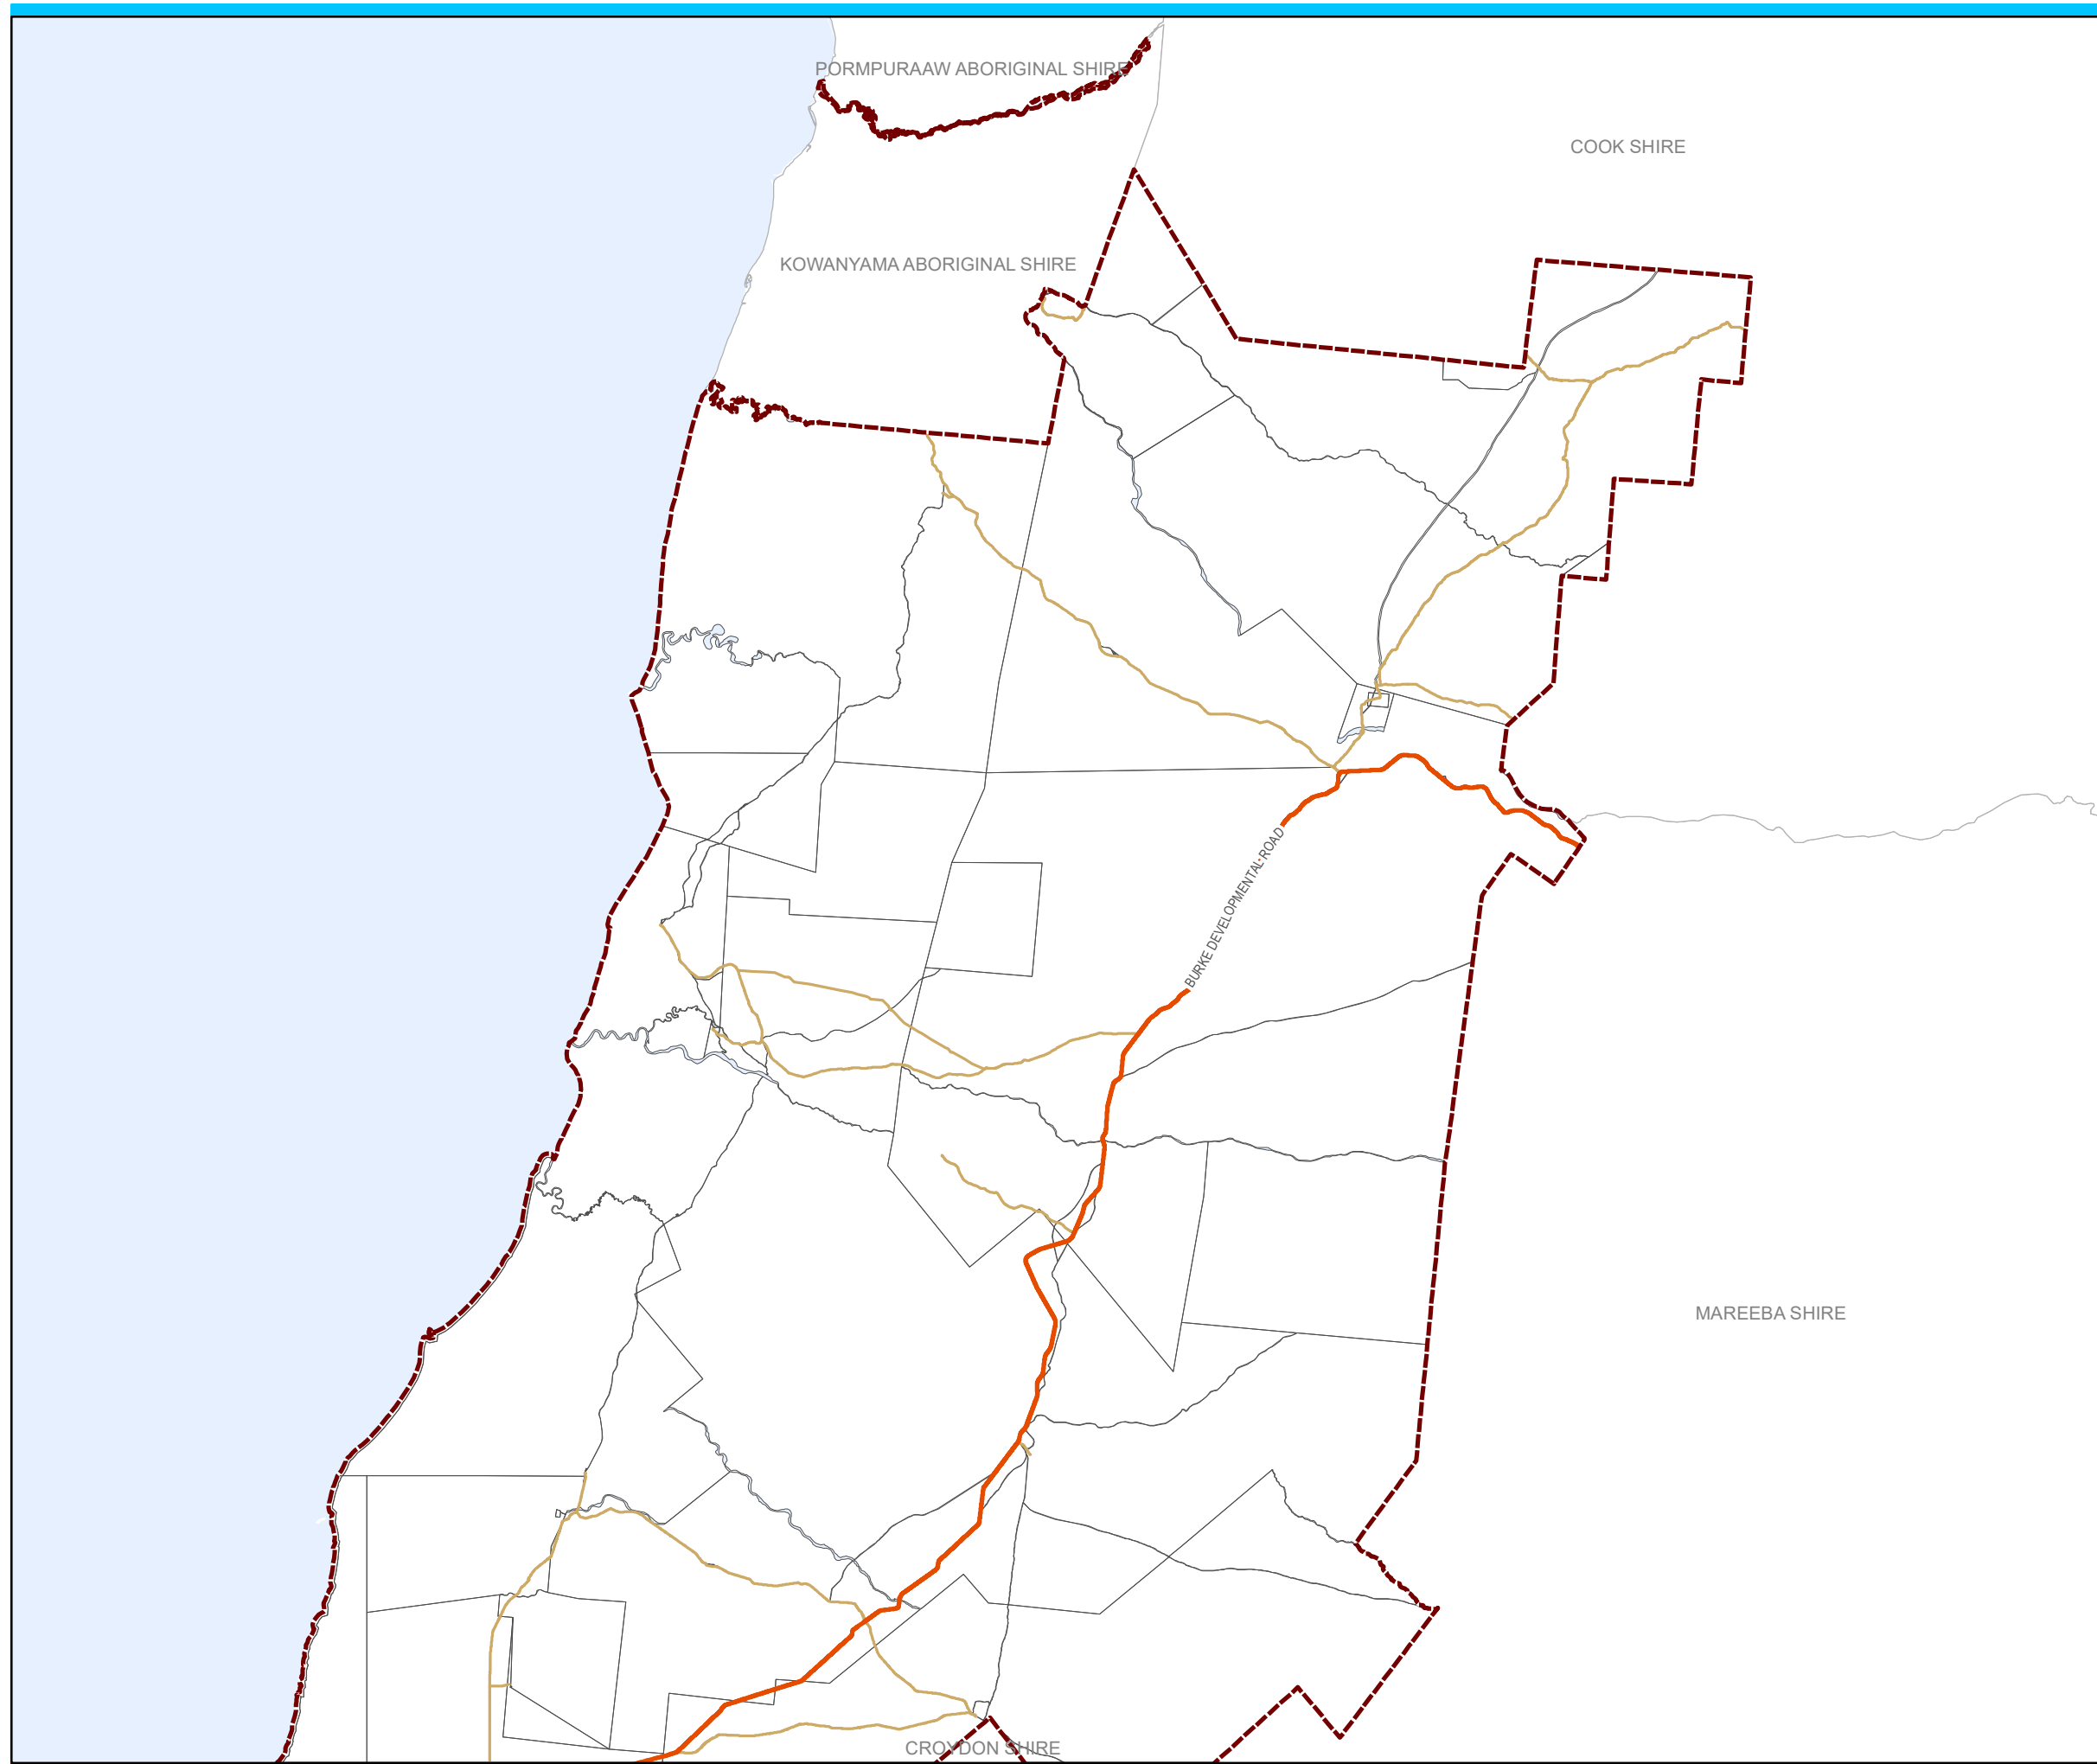 PORMPURAAW ABORIGINAL SHIRE
COOK SHIRE
KOWANYAMA ABORIGINAL SHIRE
BURKE DEVELOPMENTAL ROAD
MAREEBA SHIRE
CROYDON SHIRE